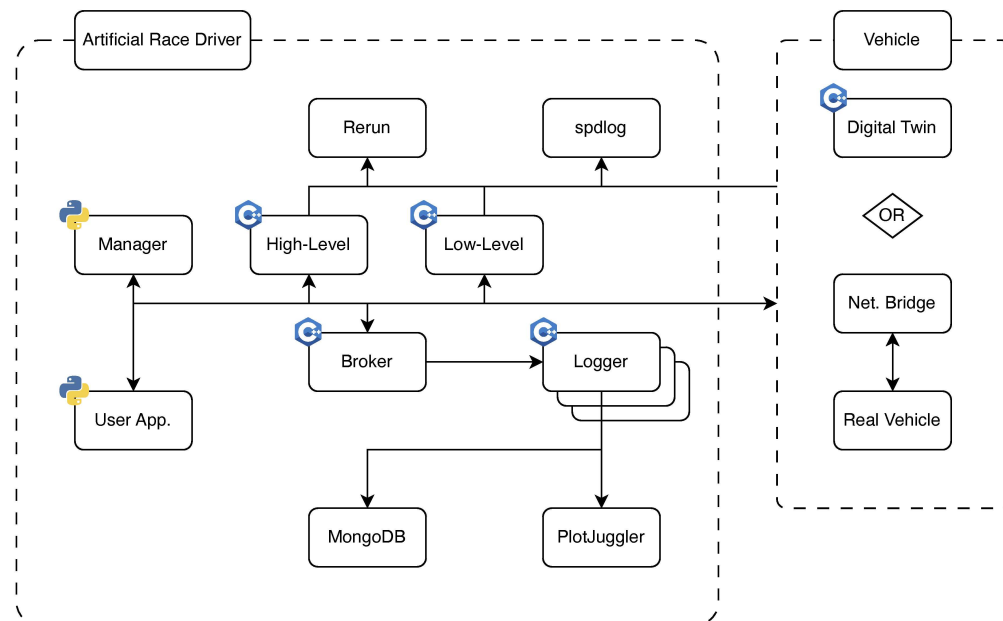 Artificial Race Driver
Vehicle
Rerun
spdlog
Digital Twin
OR
Manager
High-Level
Low-Level
Net. Bridge
Broker
Logger
User App.
Real Vehicle
MongoDB
PlotJuggler